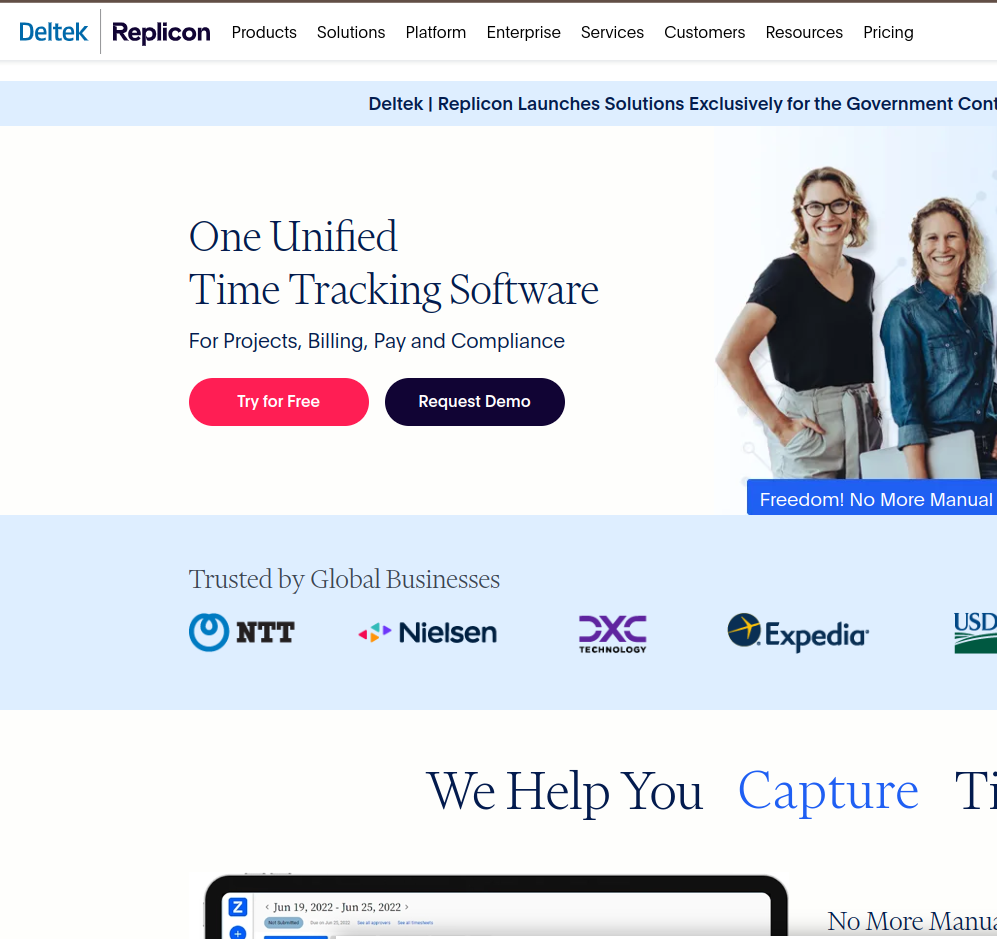 Deltek Replicon Products Solutions Platform Enterprise Services Customers Resources Pricing
Deltek | Replicon Launches Solutions Exclusively for the Government Cont
One Unified
Time Tracking Software
For Projects, Billing, Pay and Compliance
Try for Free Request Demo
Freedom! No More Manual
Trusted by Global Businesses
NTT Nielsen DXC TECHNOLOGY Expedia USD
We Help You Capture Ti
Z
Jun 19, 2022 - Jun 25, 2022
Not Submitted Due on Jun 20, 2022 See all approvers See all timesheets
No More Manua